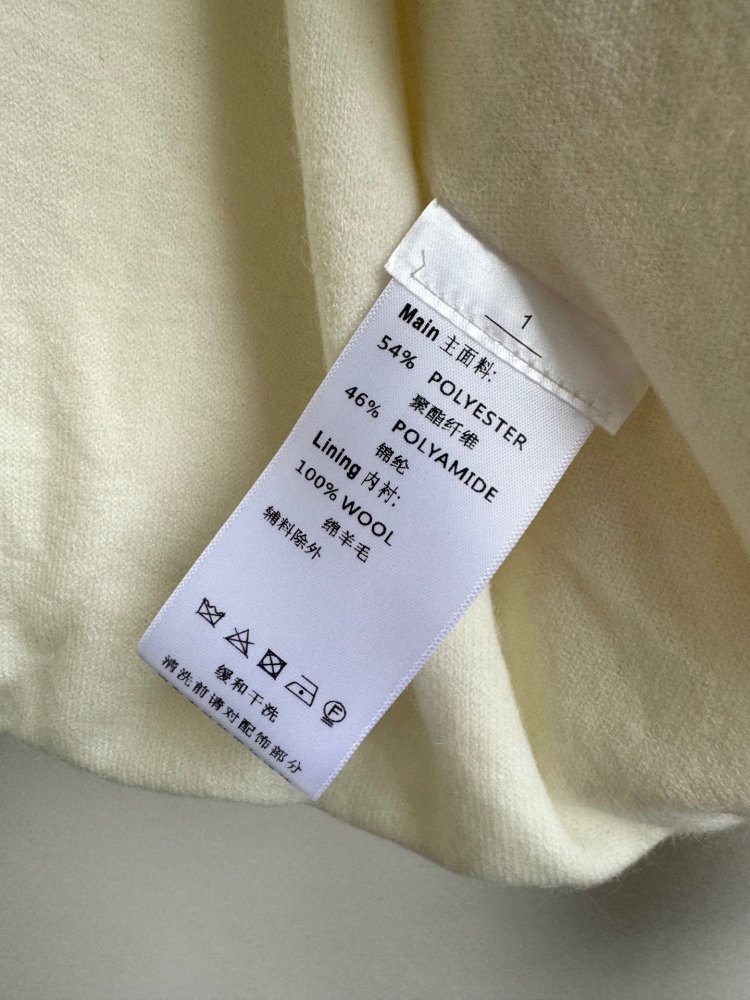 1
Main 主面料:
54% POLYESTER
聚酯纤维
46% POLYAMIDE
锦纶
Lining 内衬:
100% WOOL
绵羊毛
辅料除外
F
缓和干洗
清洗前请对配饰部分